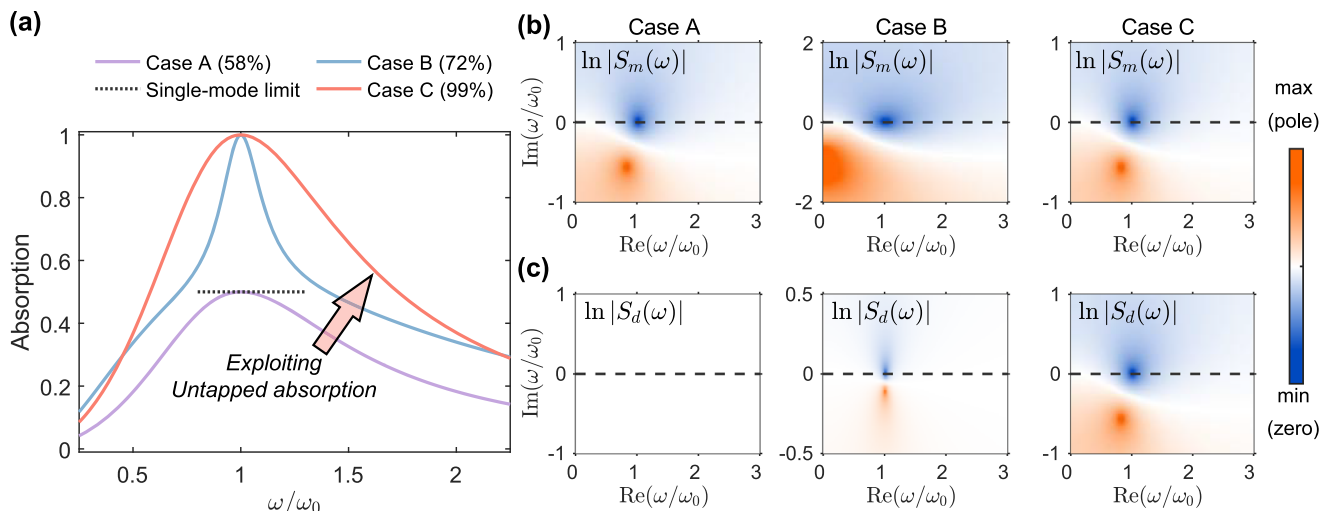 (a)
Case A (58%)
Case B (72%)
Single-mode limit
Case C (99%)
Absorption
1
0.8
0.6
0.4
0.2
0
Exploiting
Untapped absorption
0.5
1
1.5
2
ω/ω₀
(b)
Case A
Case B
Case C
ln |Sₘ(ω)|
ln |Sₘ(ω)|
ln |Sₘ(ω)|
Im(ω/ω₀)
1
0
-1
2
0
-2
1
0
-1
0
1
2
3
0
1
2
3
0
1
2
3
Re(ω/ω₀)
Re(ω/ω₀)
Re(ω/ω₀)
(c)
ln |S_d(ω)|
ln |S_d(ω)|
ln |S_d(ω)|
Im(ω/ω₀)
1
0
-1
0.5
0
-0.5
1
0
-1
0
1
2
3
0
1
2
3
0
1
2
3
Re(ω/ω₀)
Re(ω/ω₀)
Re(ω/ω₀)
max
(pole)
min
(zero)